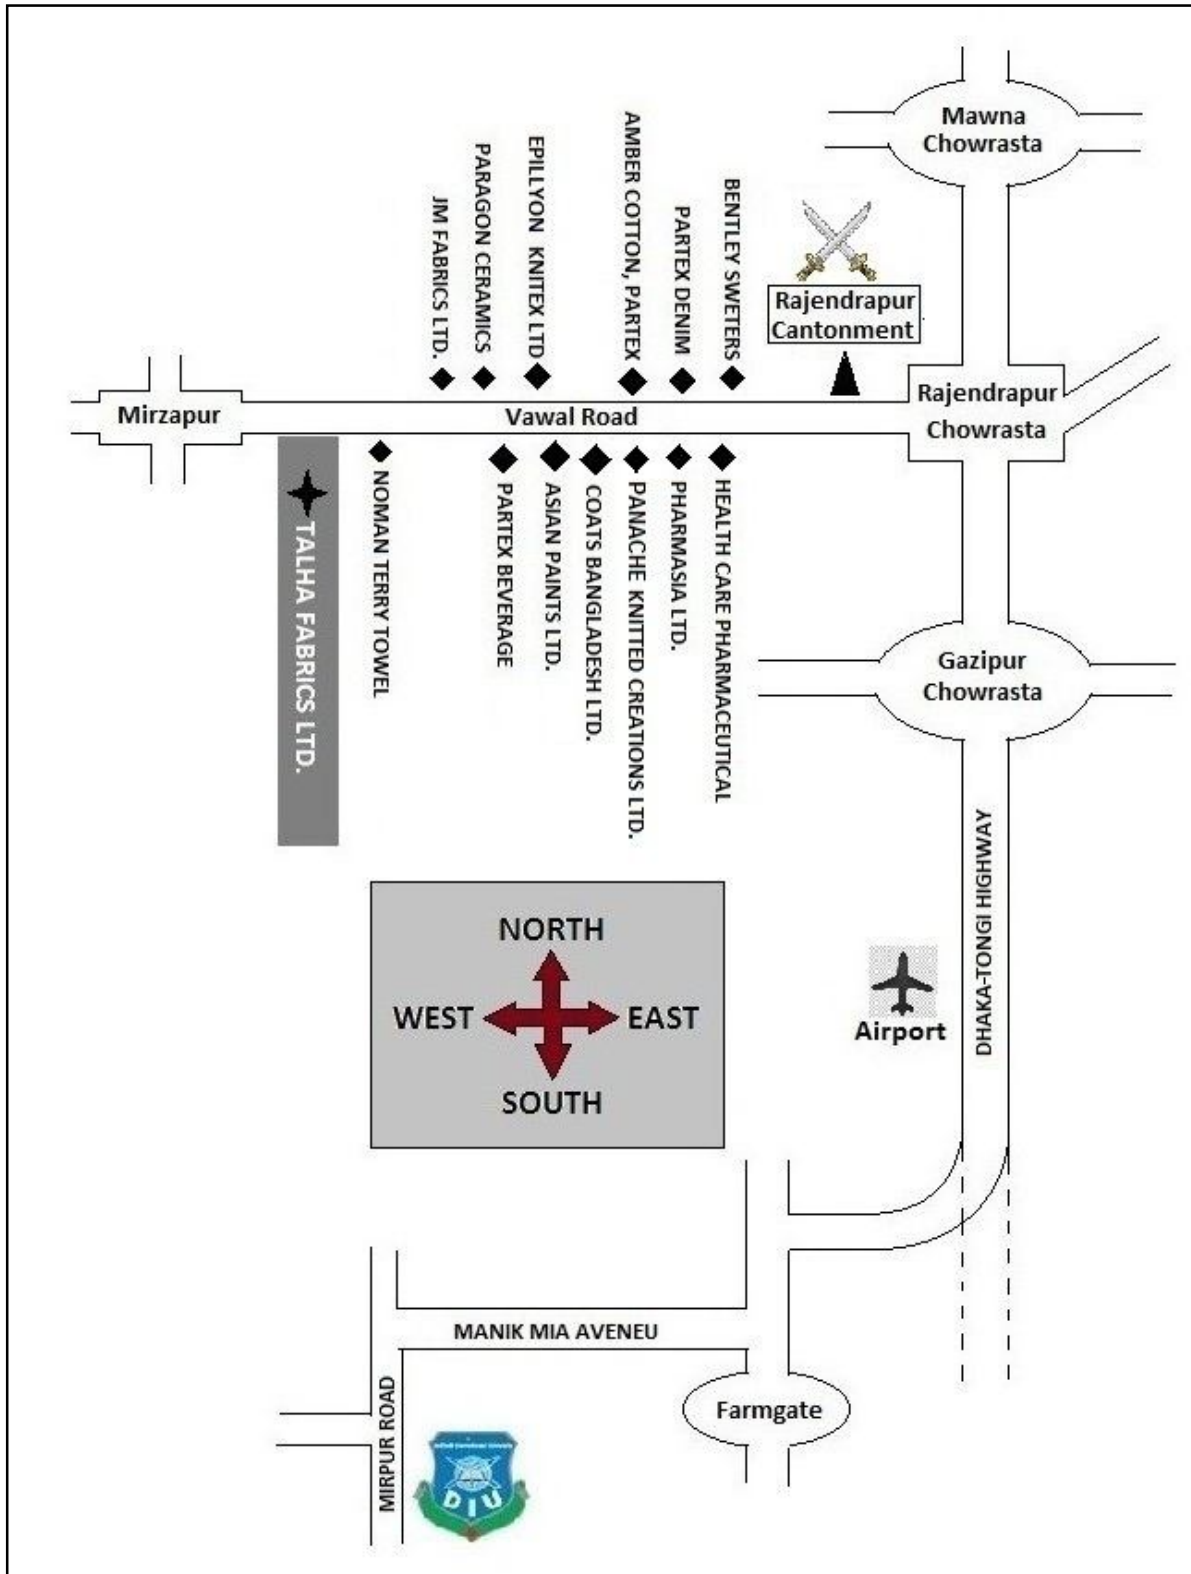 Mawna
Chowrasta
JM FABRICS LTD.
PARAGON CERAMICS
EPILLYON KNITEX LTD
AMBER COTTON, PARTEX
PARTEX DENIM
BENTLEY SWETERS
Rajendrapur
Cantonment
Mirzapur
Vawal Road
Rajendrapur
Chowrasta
TALHA FABRICS LTD.
NOMAN TERRY TOWEL
PARTEX BEVERAGE
ASIAN PAINTS LTD.
COATS BANGLADESH LTD.
PANACHE KNITTED CREATIONS LTD.
PHARMASIA LTD.
HEALTH CARE PHARMACEUTICAL
Gazipur
Chowrasta
DHAKA-TONGI HIGHWAY
NORTH
WEST
EAST
SOUTH
Airport
MANIK MIA AVENEU
MIRPUR ROAD
Farmgate
DIU